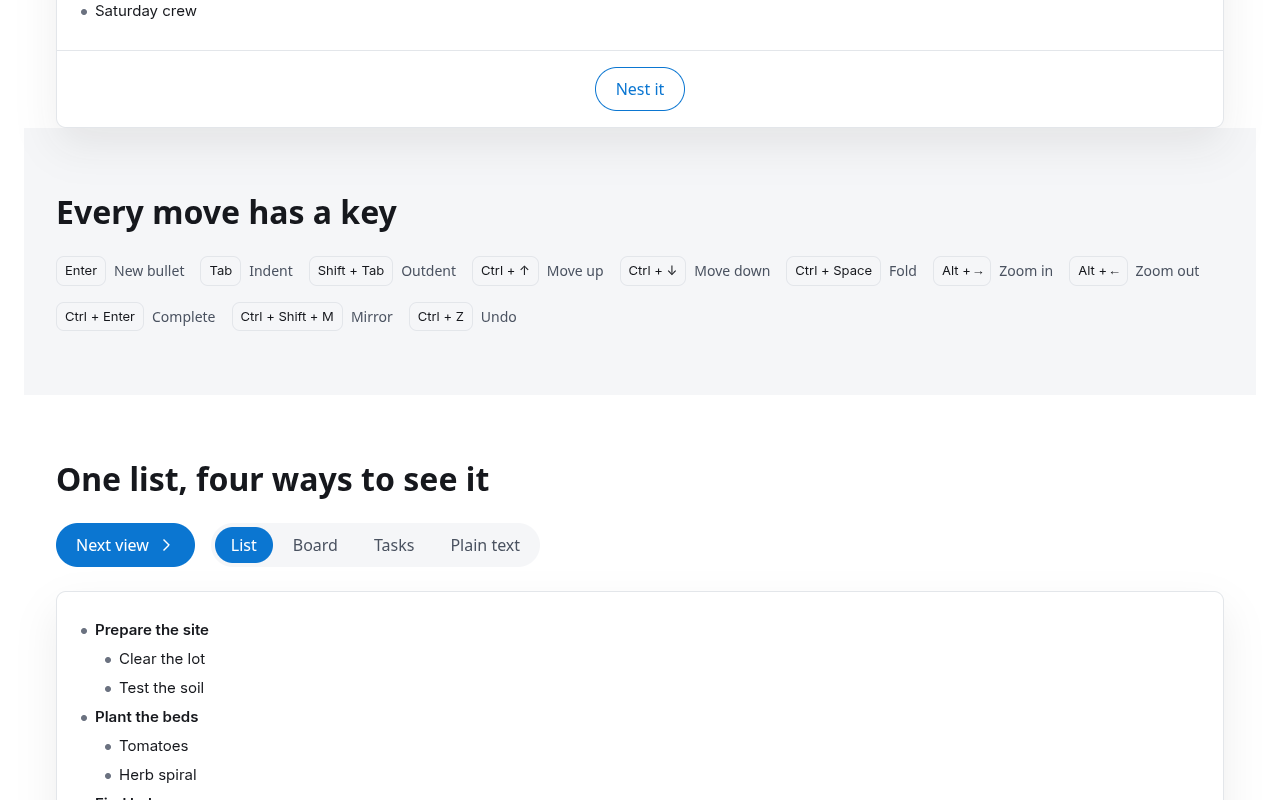 Saturday crew
Nest it
Every move has a key
Enter New bullet Tab Indent Shift + Tab Outdent Ctrl + ↑ Move up Ctrl + ↓ Move down Ctrl + Space Fold Alt + → Zoom in Alt + ← Zoom out
Ctrl + Enter Complete Ctrl + Shift + M Mirror Ctrl + Z Undo
One list, four ways to see it
Next view List Board Tasks Plain text
Prepare the site
Clear the lot
Test the soil
Plant the beds
Tomatoes
Herb spiral